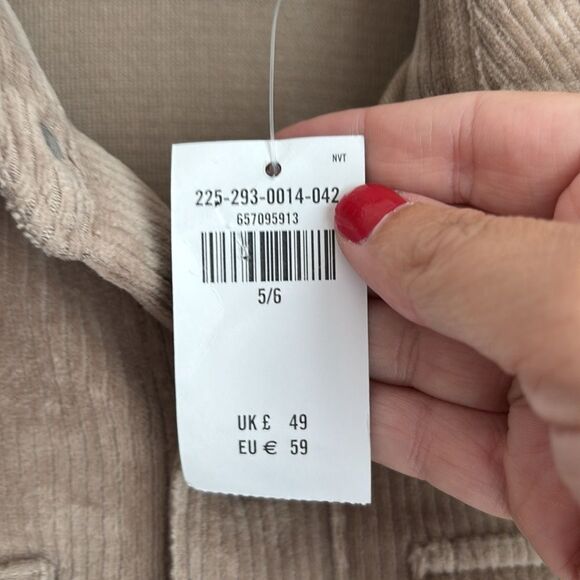 NVT
225-293-0014-042
657095913
5/6
UK £ 49
EU € 59